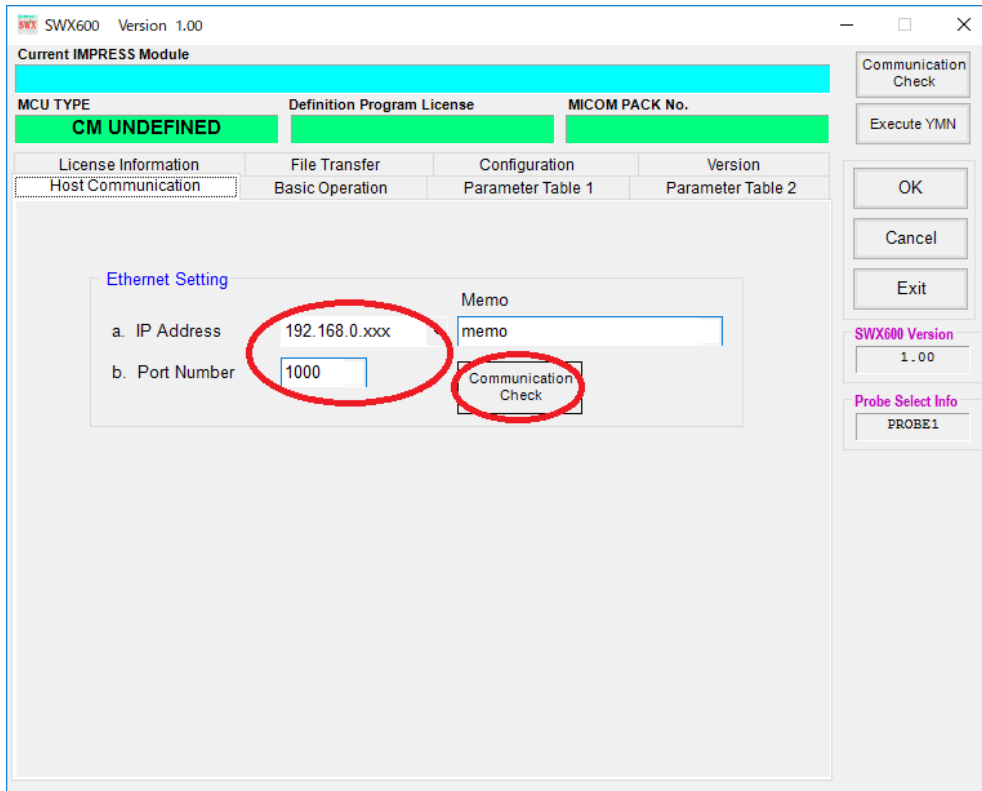 SWX SWX600 Version 1.00
Current IMPRESS Module
Communication Check
MCU TYPE Definition Program License MICOM PACK No.
CM UNDEFINED
Execute YMN
License Information File Transfer Configuration Version
Host Communication Basic Operation Parameter Table 1 Parameter Table 2
OK
Cancel
Exit
Ethernet Setting
Memo
a. IP Address 192.168.0.xxx memo
b. Port Number 1000
Communication
Check
SWX600 Version
1.00
Probe Select Info
PROBE1